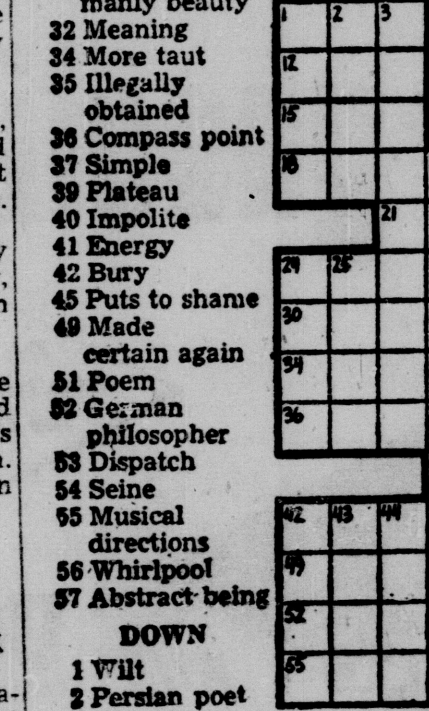 manly beauty
32 Meaning
34 More taut
35 Illegally
obtained
36 Compass point
37 Simple
39 Plateau
40 Impolite
41 Energy
42 Bury
45 Puts to shame
49 Made
certain again
51 Poem
52 German
philosopher
53 Dispatch
54 Seine
55 Musical
directions
56 Whirlpool
57 Abstract being
DOWN
1 Wilt
2 Persian poet
1 2 3
12
15
18
21
24 25
30
34
36
42 43 44
49
52
55